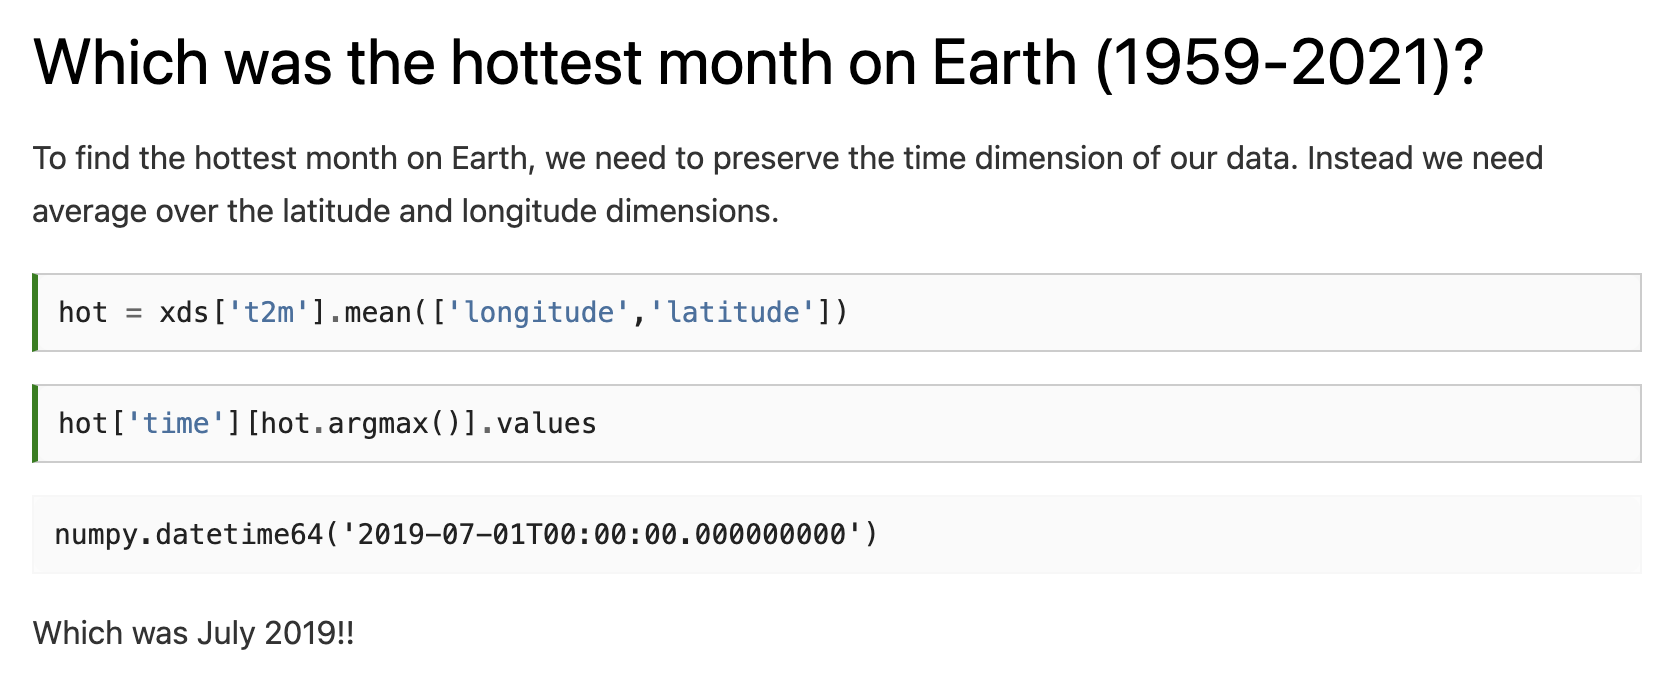 Which was the hottest month on Earth (1959-2021)?
To find the hottest month on Earth, we need to preserve the time dimension of our data. Instead we need
average over the latitude and longitude dimensions.
hot = xds['t2m'].mean(['longitude','latitude'])
hot['time'][hot.argmax()].values
numpy.datetime64('2019-07-01T00:00:00.000000000')
Which was July 2019!!